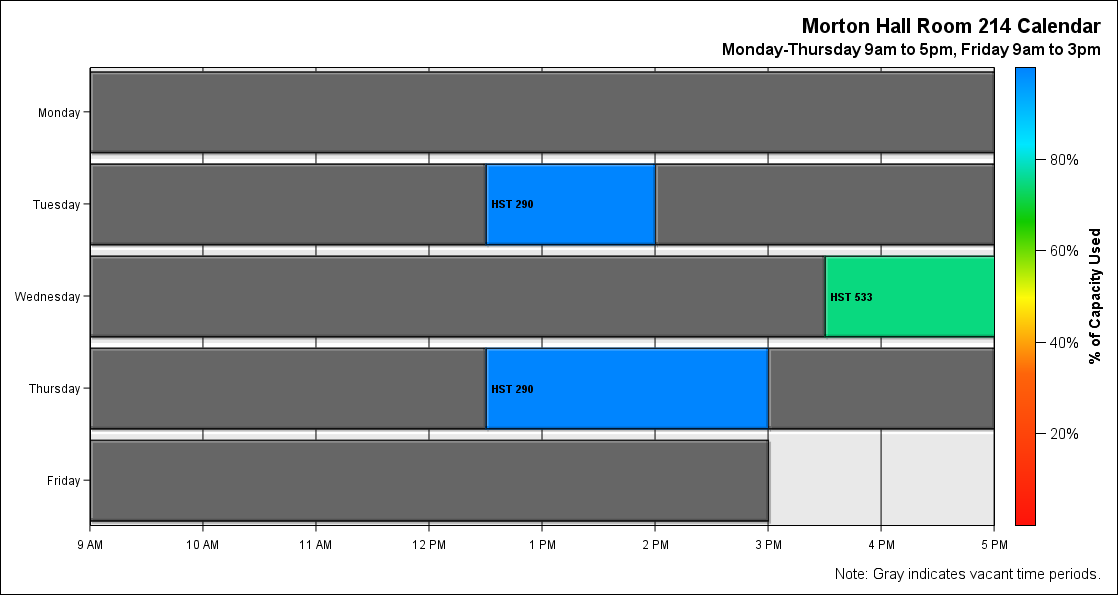 Morton Hall Room 214 Calendar
Monday-Thursday 9am to 5pm, Friday 9am to 3pm
Monday
Tuesday
HST 290
Wednesday
HST 533
Thursday
HST 290
Friday
9 AM 10 AM 11 AM 12 PM 1 PM 2 PM 3 PM 4 PM 5 PM
80%
60%
40%
20%
% of Capacity Used
Note: Gray indicates vacant time periods.